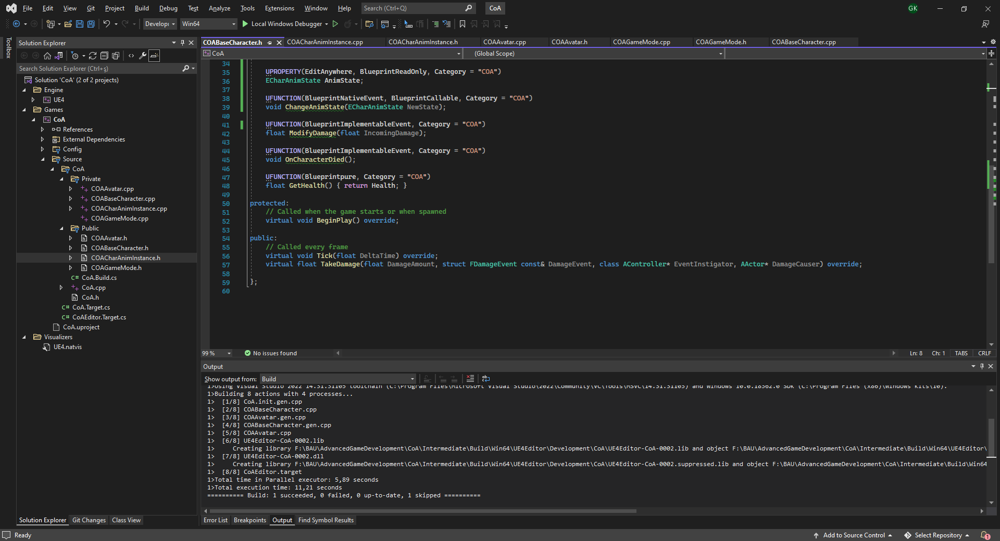 File Edit View Git Project Build Debug Test Analyze Tools Extensions Window Help Search (Ctrl+Q) CoA GK
Develop Win64 Local Windows Debugger
Toolbox
Solution Explorer
Search Solution Explorer (Ctrl+ş)
Solution 'CoA' (2 of 2 projects)
Engine
UE4
Games
CoA
References
External Dependencies
Config
Source
CoA
Private
COAAvatar.cpp
COABaseCharacter.cpp
COACharAnimInstance.cpp
COAGameMode.cpp
Public
COAAvatar.h
COABaseCharacter.h
COACharAnimInstance.h
COAGameMode.h
CoA.Build.cs
CoA.cpp
CoA.h
CoA.Target.cs
CoAEditor.Target.cs
CoA.uproject
Visualizers
UE4.natvis
Solution Explorer Git Changes Class View
COABaseCharacter.h COACharAnimInstance.cpp COACharAnimInstance.h COAAvatar.cpp COAAvatar.h COAGameMode.cpp COAGameMode.h COABaseCharacter.cpp
CoA (Global Scope)
34
35 UPROPERTY(EditAnywhere, BlueprintReadOnly, Category = "COA")
36 ECharAnimState AnimState;
37
38 UFUNCTION(BlueprintNativeEvent, BlueprintCallable, Category = "COA")
39 void ChangeAnimState(ECharAnimState NewState);
40
41 UFUNCTION(BlueprintImplementableEvent, Category = "COA")
42 float ModifyDamage(float IncomingDamage);
43
44 UFUNCTION(BlueprintImplementableEvent, Category = "COA")
45 void OnCharacterDied();
46
47 UFUNCTION(Blueprintpure, Category = "COA")
48 float GetHealth() { return Health; }
49
50 protected:
51 // Called when the game starts or when spawned
52 virtual void BeginPlay() override;
53
54 public:
55 // Called every frame
56 virtual void Tick(float DeltaTime) override;
57 virtual float TakeDamage(float DamageAmount, struct FDamageEvent const& DamageEvent, class AController* EventInstigator, AActor* DamageCauser) override;
58
59 };
60
99 % No issues found Ln: 8 Ch: 1 TABS CRLF
Output
Show output from: Build
1>Using Visual Studio 2022 14.31.31105 toolchain (C:\Program Files\Microsoft Visual Studio\2022\Community\VC\Tools\MSVC\14.31.31103) and Windows 10.0.18362.0 SDK (C:\Program Files (x86)\Windows Kits\10).
1>Building 8 actions with 4 processes...
1> [1/8] CoA.init.gen.cpp
1> [2/8] COABaseCharacter.cpp
1> [3/8] COAAvatar.gen.cpp
1> [4/8] COABaseCharacter.gen.cpp
1> [5/8] COAAvatar.cpp
1> [6/8] UE4Editor-CoA-0002.lib
1> Creating library F:\BAU\AdvancedGameDevelopment\CoA\Intermediate\Build\Win64\UE4Editor\Development\CoA\UE4Editor-CoA-0002.lib and object F:\BAU\AdvancedGameDevelopment\CoA\Intermediate\Build\Win64\UE4Editor\
1> [7/8] UE4Editor-CoA-0002.dll
1> Creating library F:\BAU\AdvancedGameDevelopment\CoA\Intermediate\Build\Win64\UE4Editor\Development\CoA\UE4Editor-CoA-0002.suppressed.lib and object F:\BAU\AdvancedGameDevelopment\CoA\Intermediate\Build\Win64
1> [8/8] CoAEditor.target
1>Total time in Parallel executor: 5,89 seconds
1>Total execution time: 11,21 seconds
========== Build: 1 succeeded, 0 failed, 0 up-to-date, 1 skipped ==========
Error List Breakpoints Output Find Symbol Results
Ready Add to Source Control Select Repository 1